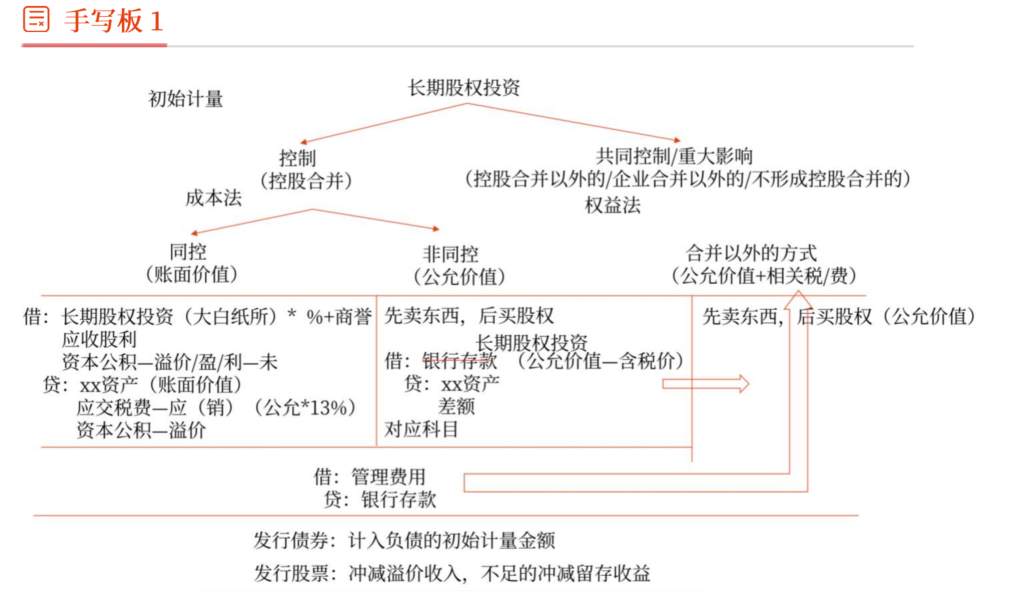 手写板 1
长期股权投资
初始计量
控制
(控股合并)
成本法
共同控制/重大影响
(控股合并以外的/企业合并以外的/不形成控股合并的)
权益法
同控
(账面价值)
非同控
(公允价值)
合并以外的方式
(公允价值+相关税/费)
借：长期股权投资（大白纸所）* %+商誉
应收股利
资本公积—溢价/盈/利—未
贷：xx资产（账面价值）
应交税费—应（销）（公允*13%）
资本公积—溢价
先卖东西，后买股权
长期股权投资
借：银行存款 （公允价值—含税价）
贷：xx资产
差额
对应科目
先卖东西，后买股权（公允价值）
借：管理费用
贷：银行存款
发行债券：计入负债的初始计量金额
发行股票：冲减溢价收入，不足的冲减留存收益